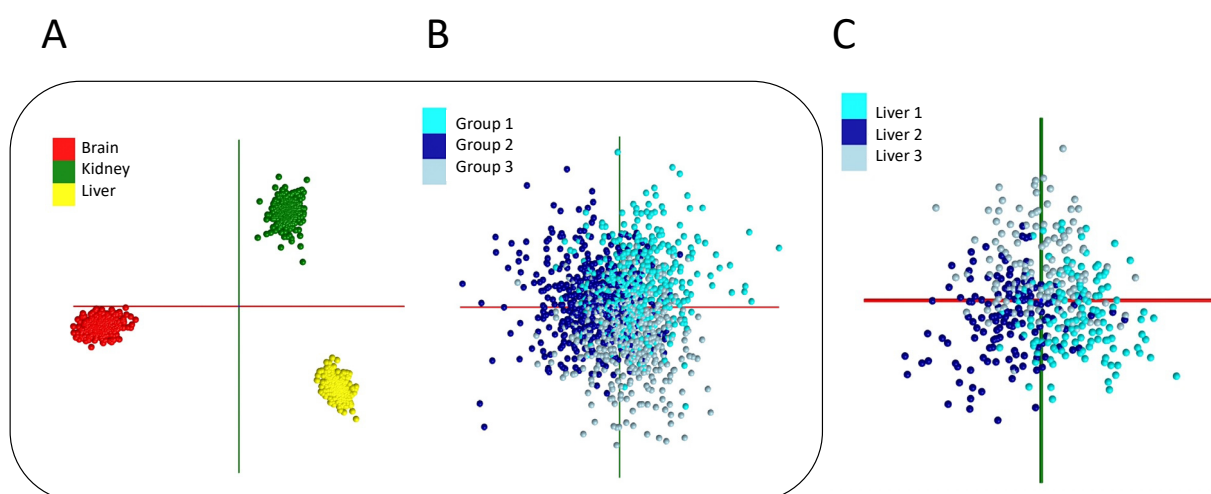 A
B
C
Brain
Kidney
Liver
Group 1
Group 2
Group 3
Liver 1
Liver 2
Liver 3